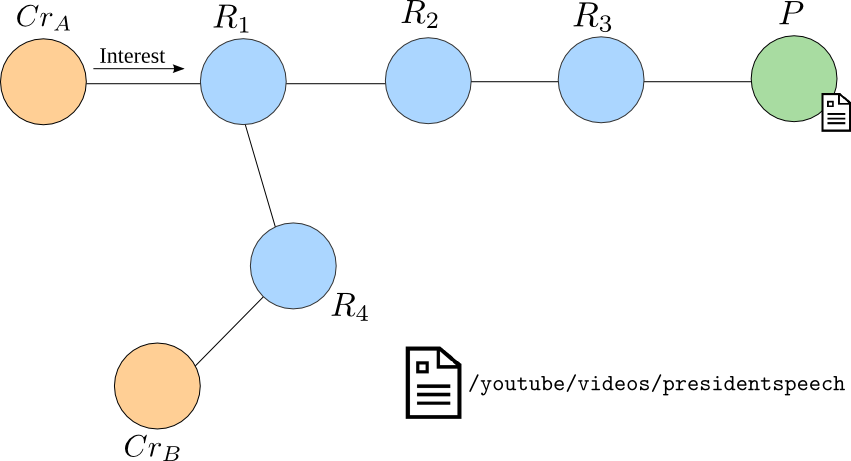 Cr_A
Interest
R_1
R_2
R_3
P
R_4
/youtube/videos/presidentspeech
Cr_B